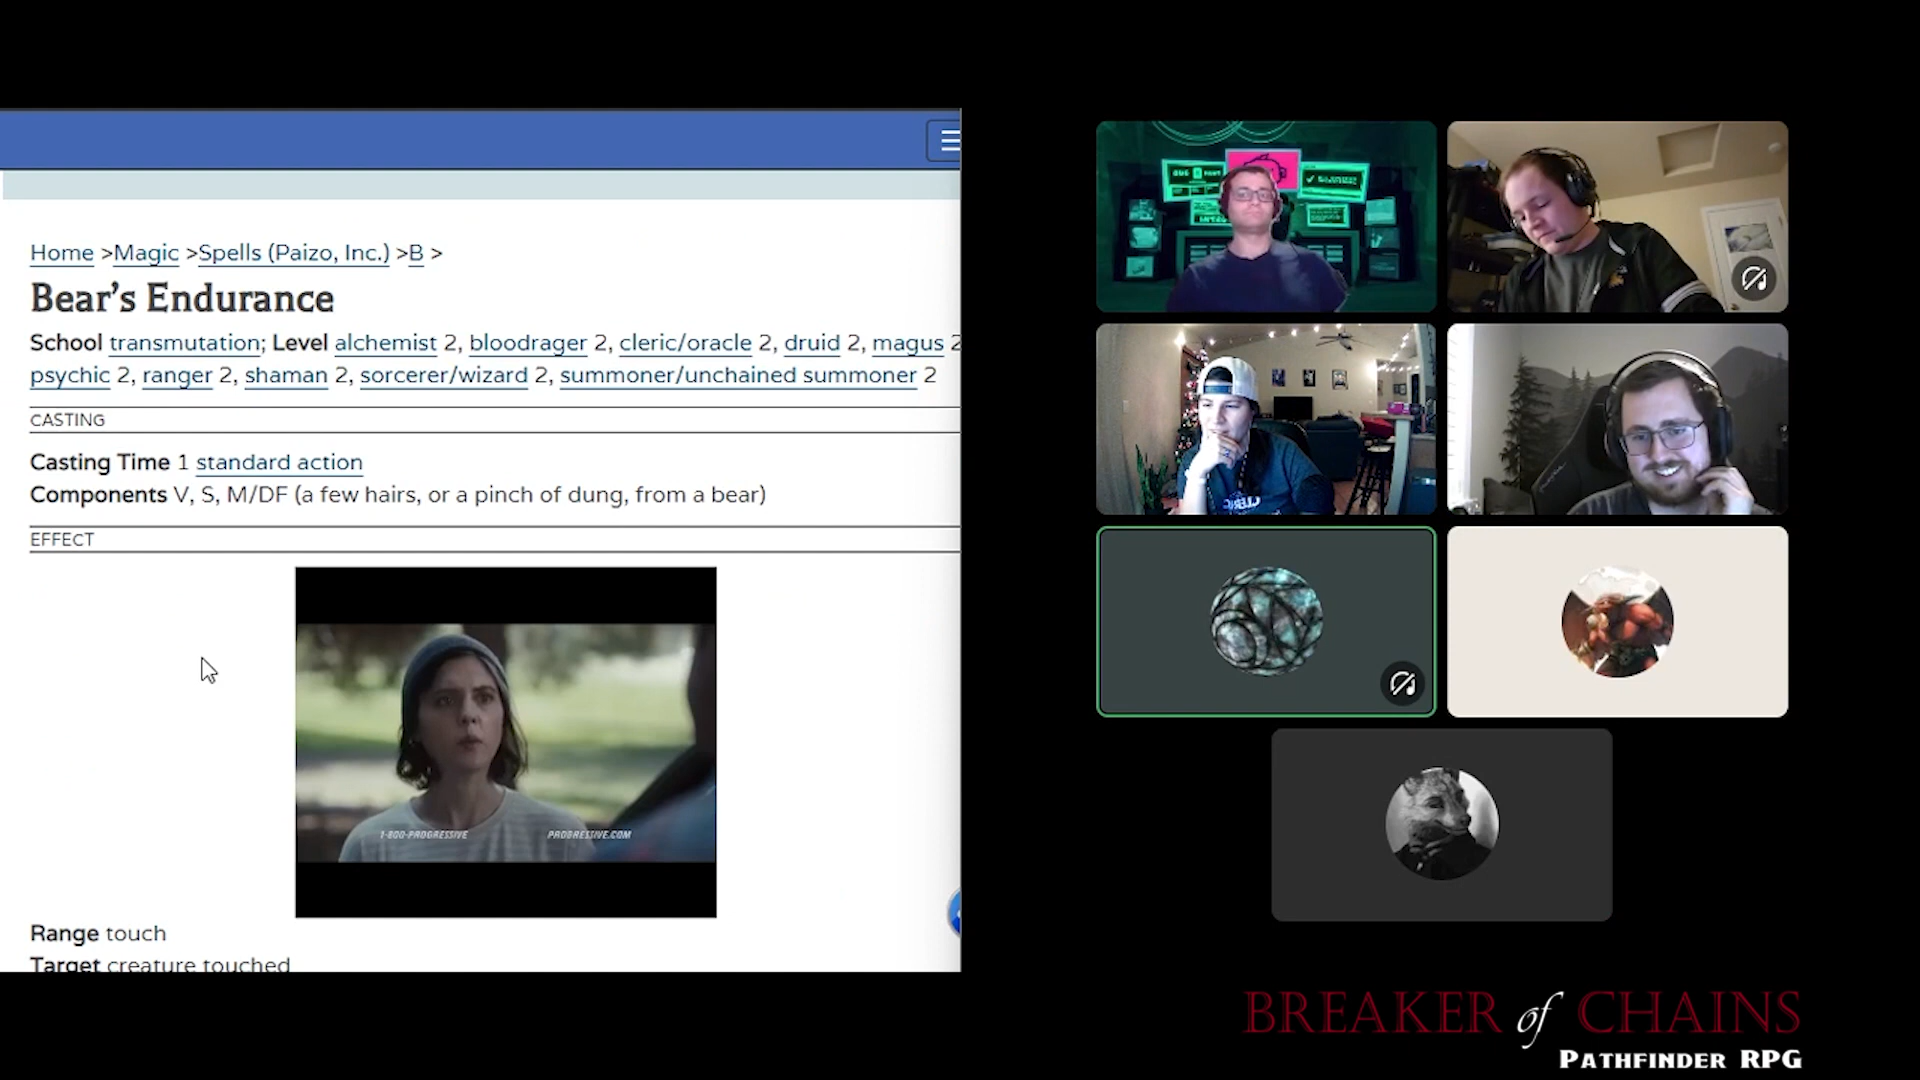 Home >Magic >Spells (Paizo, Inc.) >B >
Bear's Endurance
School transmutation; Level alchemist 2, bloodrager 2, cleric/oracle 2, druid 2, magus 2
psychic 2, ranger 2, shaman 2, sorcerer/wizard 2, summoner/unchained summoner 2
CASTING
Casting Time 1 standard action
Components V, S, M/DF (a few hairs, or a pinch of dung, from a bear)
EFFECT
1-800-PROGRESSIVE PROGRESSIVE.COM
Range touch
Target creature touched
BREAKER of CHAINS
PATHFINDER RPG